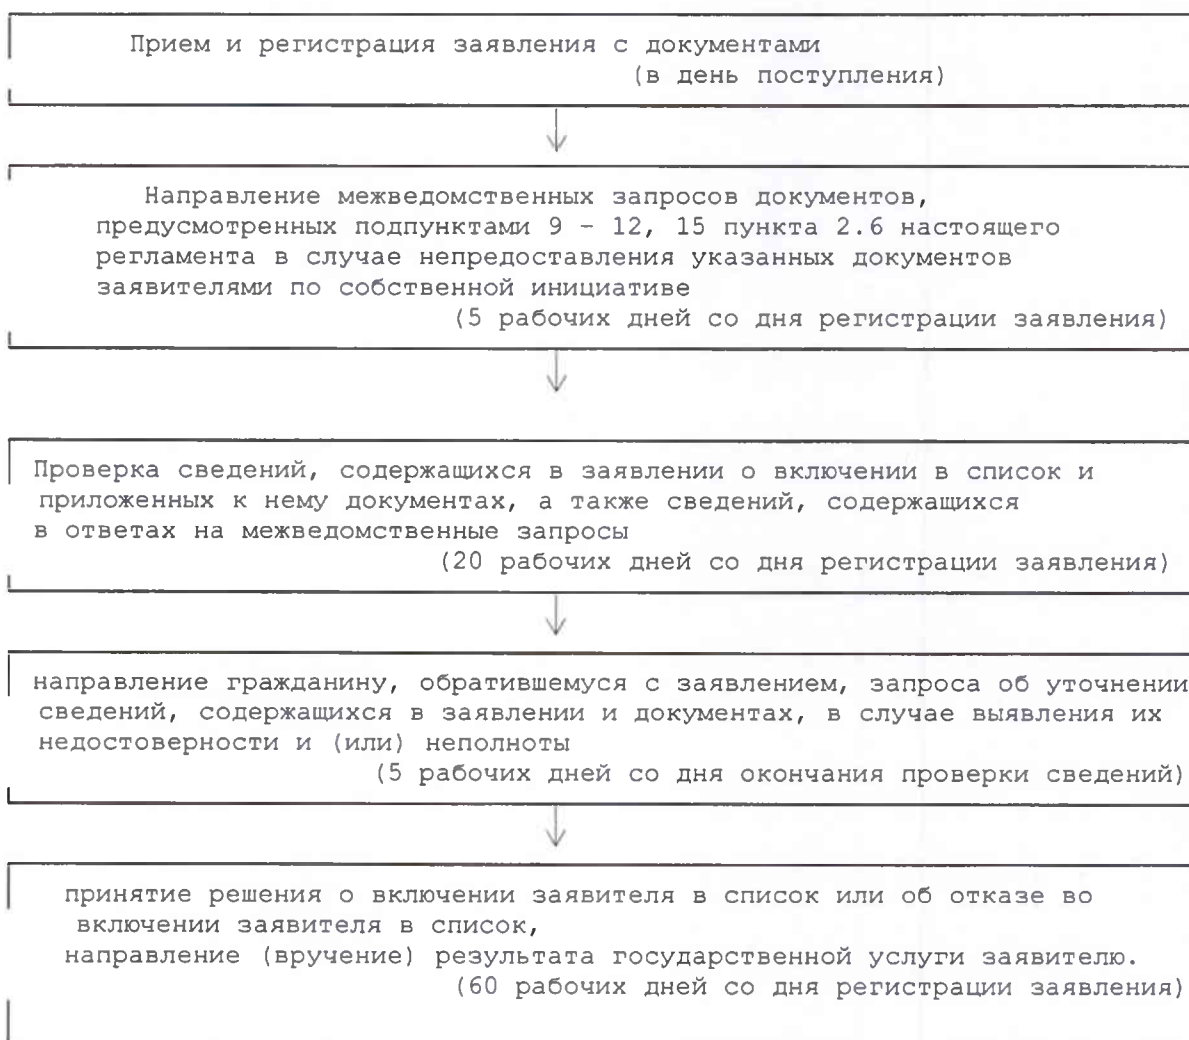 Прием и регистрация заявления с документами
(в день поступления)
Направление межведомственных запросов документов,
предусмотренных подпунктами 9 - 12, 15 пункта 2.6 настоящего
регламента в случае непредоставления указанных документов
заявителями по собственной инициативе
(5 рабочих дней со дня регистрации заявления)
Проверка сведений, содержащихся в заявлении о включении в список и
приложенных к нему документах, а также сведений, содержащихся
в ответах на межведомственные запросы
(20 рабочих дней со дня регистрации заявления)
направление гражданину, обратившемуся с заявлением, запроса об уточнении
сведений, содержащихся в заявлении и документах, в случае выявления их
недостоверности и (или) неполноты
(5 рабочих дней со дня окончания проверки сведений)
принятие решения о включении заявителя в список или об отказе во
включении заявителя в список,
направление (вручение) результата государственной услуги заявителю.
(60 рабочих дней со дня регистрации заявления)